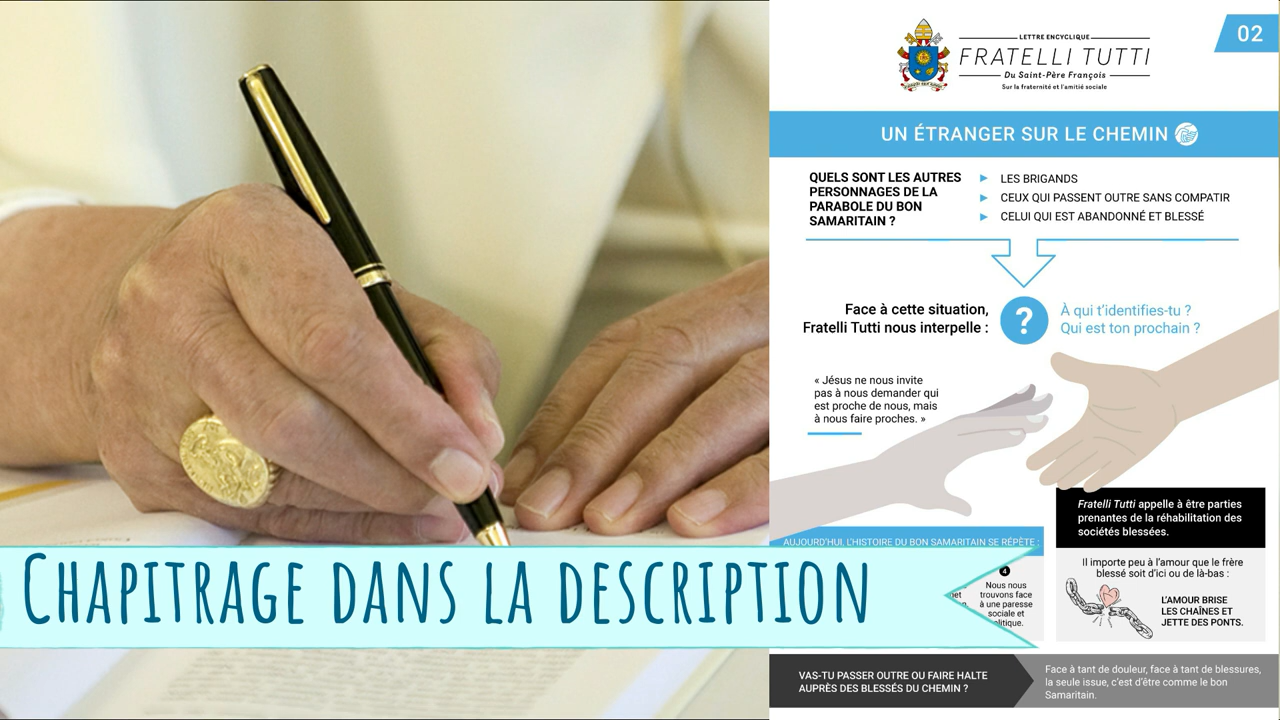 02
LETTRE ENCYCLIQUE
FRATELLI TUTTI
Du Saint-Père François
Sur la fraternité et l'amitié sociale
UN ÉTRANGER SUR LE CHEMIN
QUELS SONT LES AUTRES
PERSONNAGES DE LA
PARABOLE DU BON
SAMARITAIN ?
LES BRIGANDS
CEUX QUI PASSENT OUTRE SANS COMPATIR
CELUI QUI EST ABANDONNÉ ET BLESSÉ
Face à cette situation,
Fratelli Tutti nous interpelle :
?
À qui t'identifies-tu ?
Qui est ton prochain ?
« Jésus ne nous invite
pas à nous demander qui
est proche de nous, mais
à nous faire proches. »
Fratelli Tutti appelle à être parties
prenantes de la réhabilitation des
sociétés blessées.
AUJOURD'HUI, L'HISTOIRE DU BON SAMARITAIN SE RÉPÈTE :
4
Nous nous
trouvons face
à une paresse
sociale et
Il importe peu à l'amour que le frère
blessé soit d'ici ou de là-bas :
L'AMOUR BRISE
LES CHAÎNES ET
JETTE DES PONTS.
CHAPITRAGE DANS LA DESCRIPTION
VAS-TU PASSER OUTRE OU FAIRE HALTE
AUPRÈS DES BLESSÉS DU CHEMIN ?
Face à tant de douleur, face à tant de blessures,
la seule issue, c'est d'être comme le bon
Samaritain.